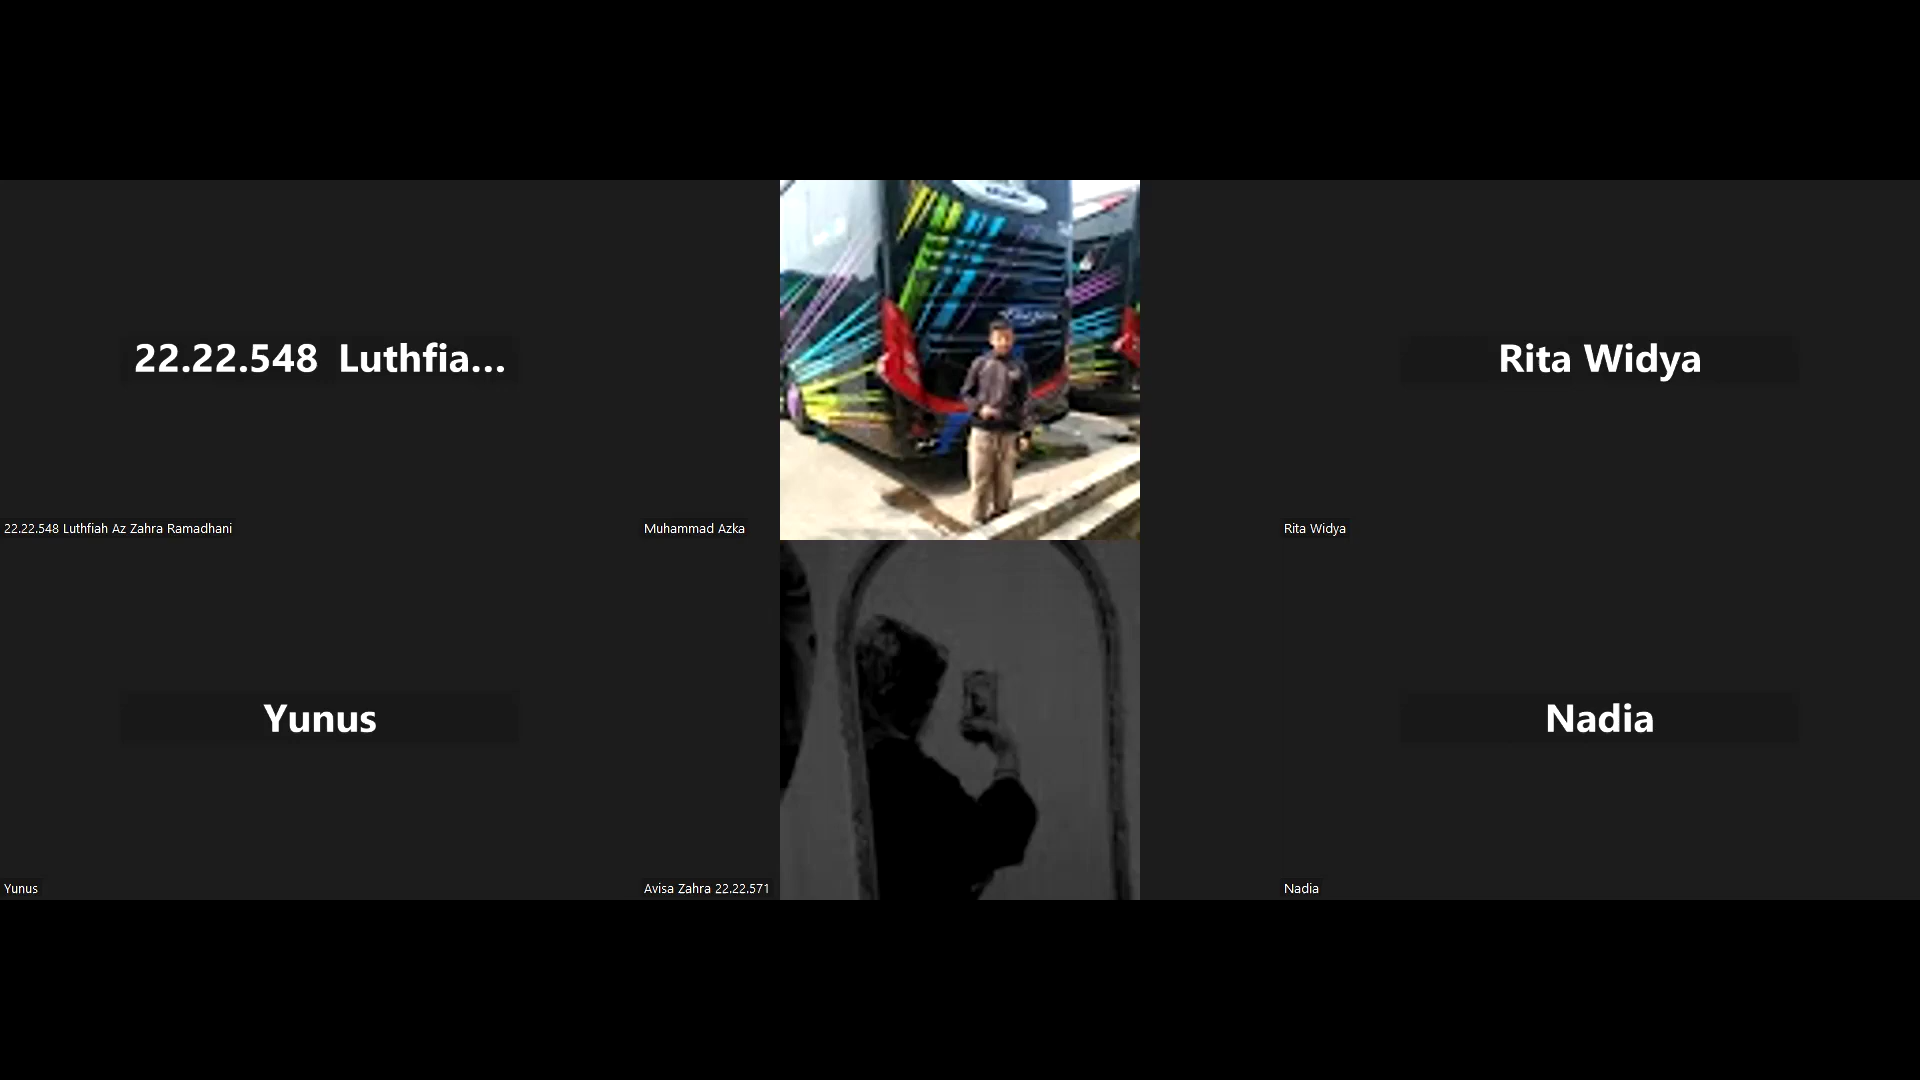 22.22.548 Luthfia...
Rita Widya
22.22.548 Luthfiah Az Zahra Ramadhani
Muhammad Azka
Rita Widya
Yunus
Nadia
Yunus
Avisa Zahra 22.22.571
Nadia